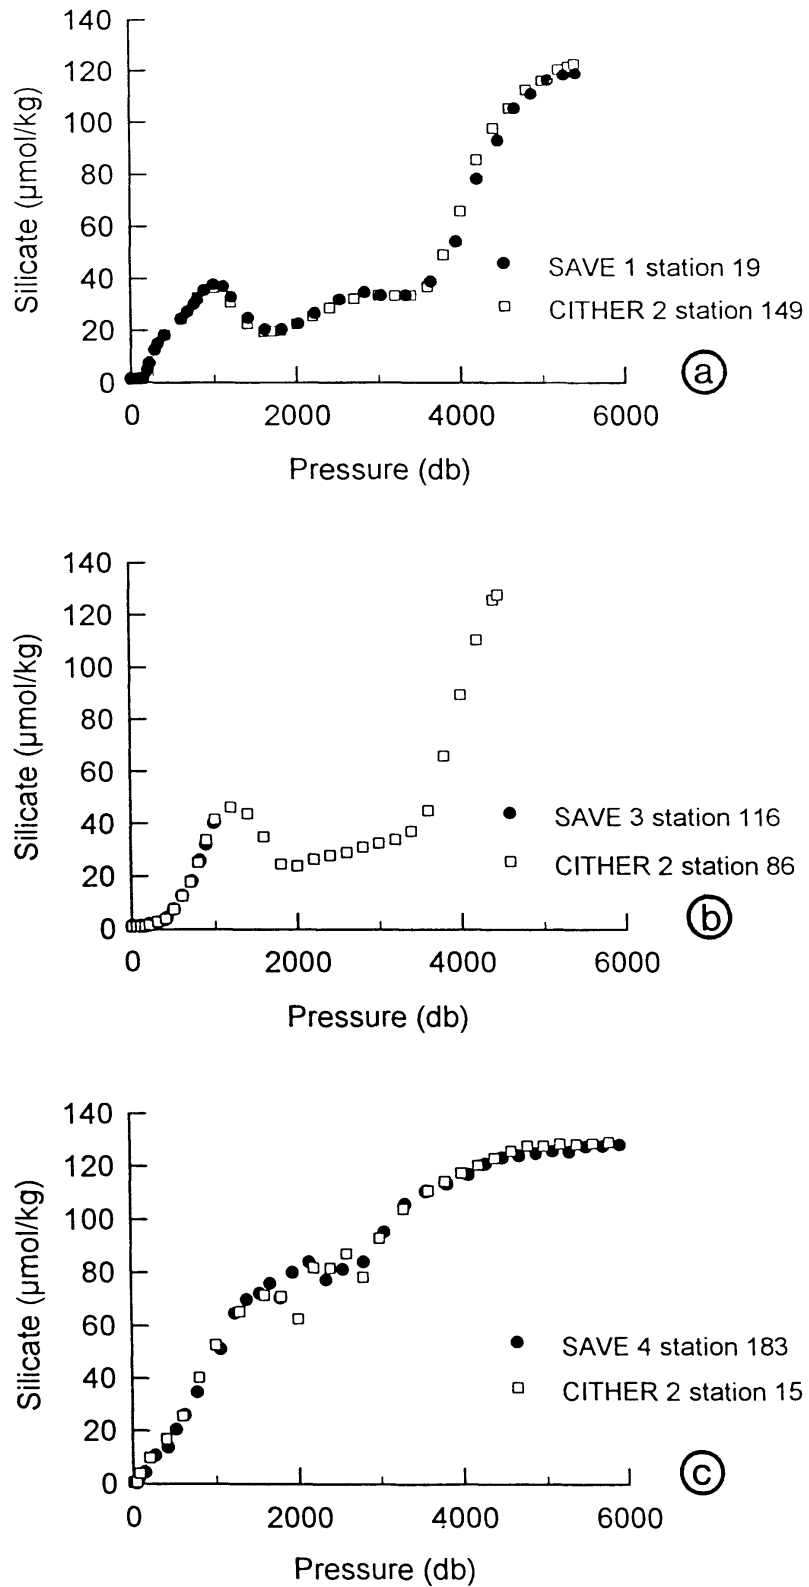 140
120
100
80
60
40
20
0
Silicate (µmol/kg)
SAVE 1 station 19
CITHER 2 station 149
a
0 2000 4000 6000
Pressure (db)
140
120
100
80
60
40
20
0
Silicate (µmol/kg)
SAVE 3 station 116
CITHER 2 station 86
b
0 2000 4000 6000
Pressure (db)
140
120
100
80
60
40
20
0
Silicate (µmol/kg)
SAVE 4 station 183
CITHER 2 station 15
c
0 2000 4000 6000
Pressure (db)